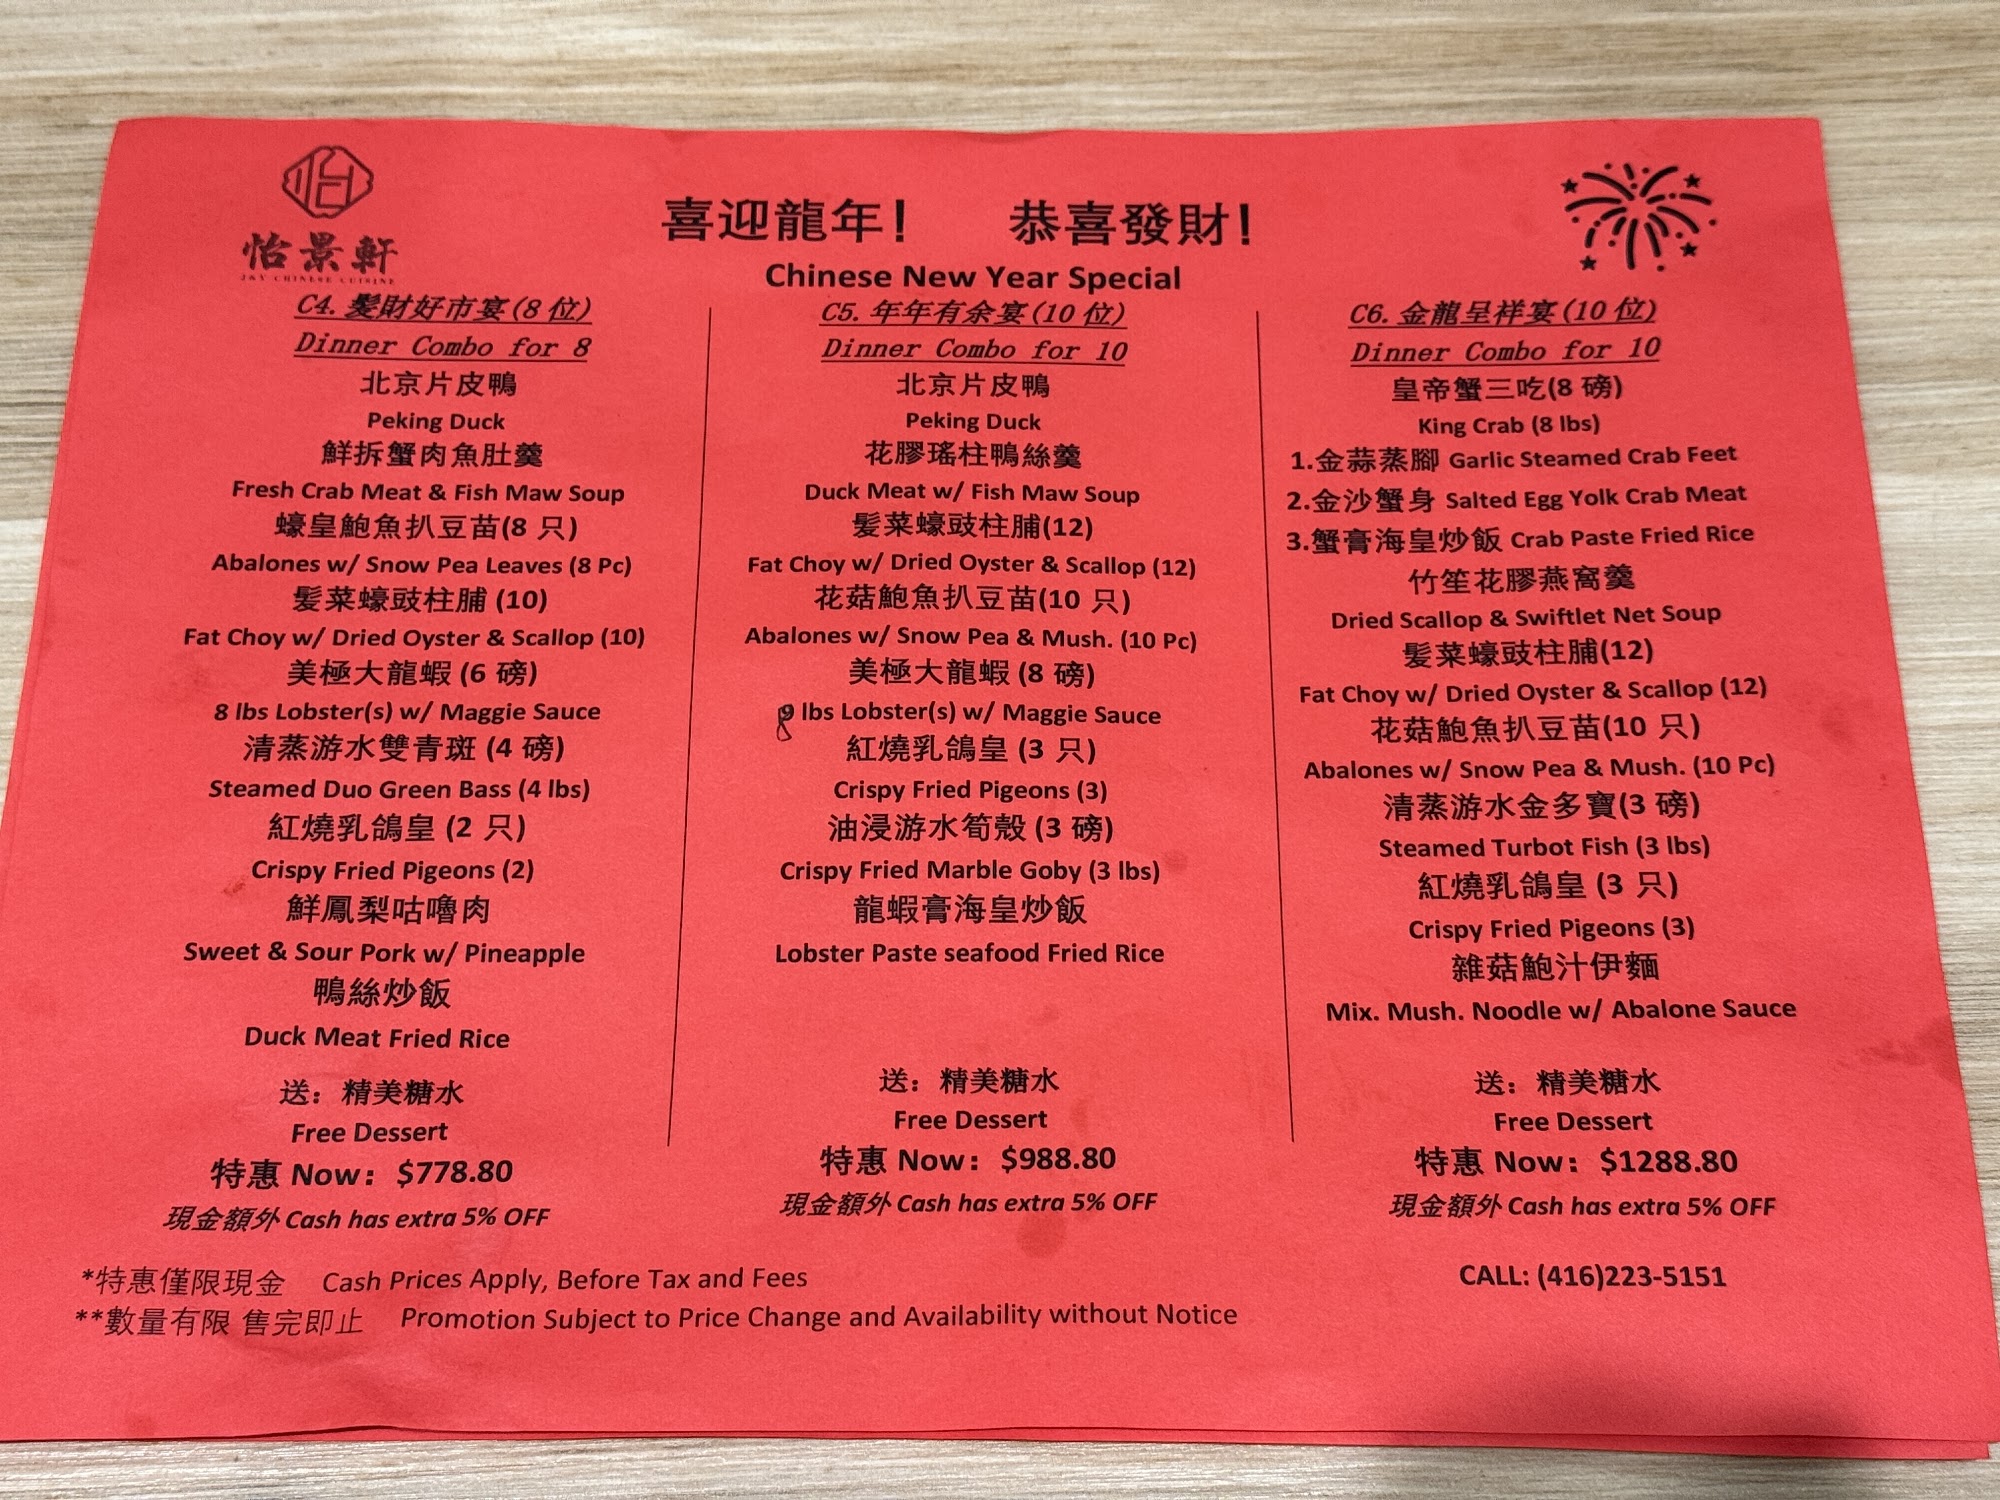 怡景軒
J&Y CHINESE CUISINE
喜迎龍年! 恭喜發財!
Chinese New Year Special
C4. 髮財好市宴(8 位)
Dinner Combo for 8
北京片皮鴨
Peking Duck
鮮拆蟹肉魚肚羹
Fresh Crab Meat & Fish Maw Soup
蠔皇鮑魚扒豆苗(8 只)
Abalones w/ Snow Pea Leaves (8 Pc)
髪菜蠔豉柱脯 (10)
Fat Choy w/ Dried Oyster & Scallop (10)
美極大龍蝦 (6 磅)
8 lbs Lobster(s) w/ Maggie Sauce
清蒸游水雙青斑 (4 磅)
Steamed Duo Green Bass (4 lbs)
紅燒乳鴿皇 (2 只)
Crispy Fried Pigeons (2)
鮮鳳梨咕嚕肉
Sweet & Sour Pork w/ Pineapple
鴨絲炒飯
Duck Meat Fried Rice
送：精美糖水
Free Dessert
特惠 Now：$778.80
現金額外 Cash has extra 5% OFF
C5. 年年有余宴(10 位)
Dinner Combo for 10
北京片皮鴨
Peking Duck
花膠瑤柱鴨絲羹
Duck Meat w/ Fish Maw Soup
髪菜蠔豉柱脯(12)
Fat Choy w/ Dried Oyster & Scallop (12)
花菇鮑魚扒豆苗(10 只)
Abalones w/ Snow Pea & Mush. (10 Pc)
美極大龍蝦 (8 磅)
9 lbs Lobster(s) w/ Maggie Sauce
8
紅燒乳鴿皇 (3 只)
Crispy Fried Pigeons (3)
油浸游水筍殼 (3 磅)
Crispy Fried Marble Goby (3 lbs)
龍蝦膏海皇炒飯
Lobster Paste seafood Fried Rice
送：精美糖水
Free Dessert
特惠 Now：$988.80
現金額外 Cash has extra 5% OFF
C6. 金龍呈祥宴(10 位)
Dinner Combo for 10
皇帝蟹三吃(8 磅)
King Crab (8 lbs)
1.金蒜蒸腳 Garlic Steamed Crab Feet
2.金沙蟹身 Salted Egg Yolk Crab Meat
3.蟹膏海皇炒飯 Crab Paste Fried Rice
竹笙花膠燕窩羹
Dried Scallop & Swiftlet Net Soup
髪菜蠔豉柱脯(12)
Fat Choy w/ Dried Oyster & Scallop (12)
花菇鮑魚扒豆苗(10 只)
Abalones w/ Snow Pea & Mush. (10 Pc)
清蒸游水金多寶(3 磅)
Steamed Turbot Fish (3 lbs)
紅燒乳鴿皇 (3 只)
Crispy Fried Pigeons (3)
雜菇鮑汁伊麵
Mix. Mush. Noodle w/ Abalone Sauce
送：精美糖水
Free Dessert
特惠 Now：$1288.80
現金額外 Cash has extra 5% OFF
*特惠僅限現金 Cash Prices Apply, Before Tax and Fees
CALL: (416)223-5151
**數量有限 售完即止 Promotion Subject to Price Change and Availability without Notice